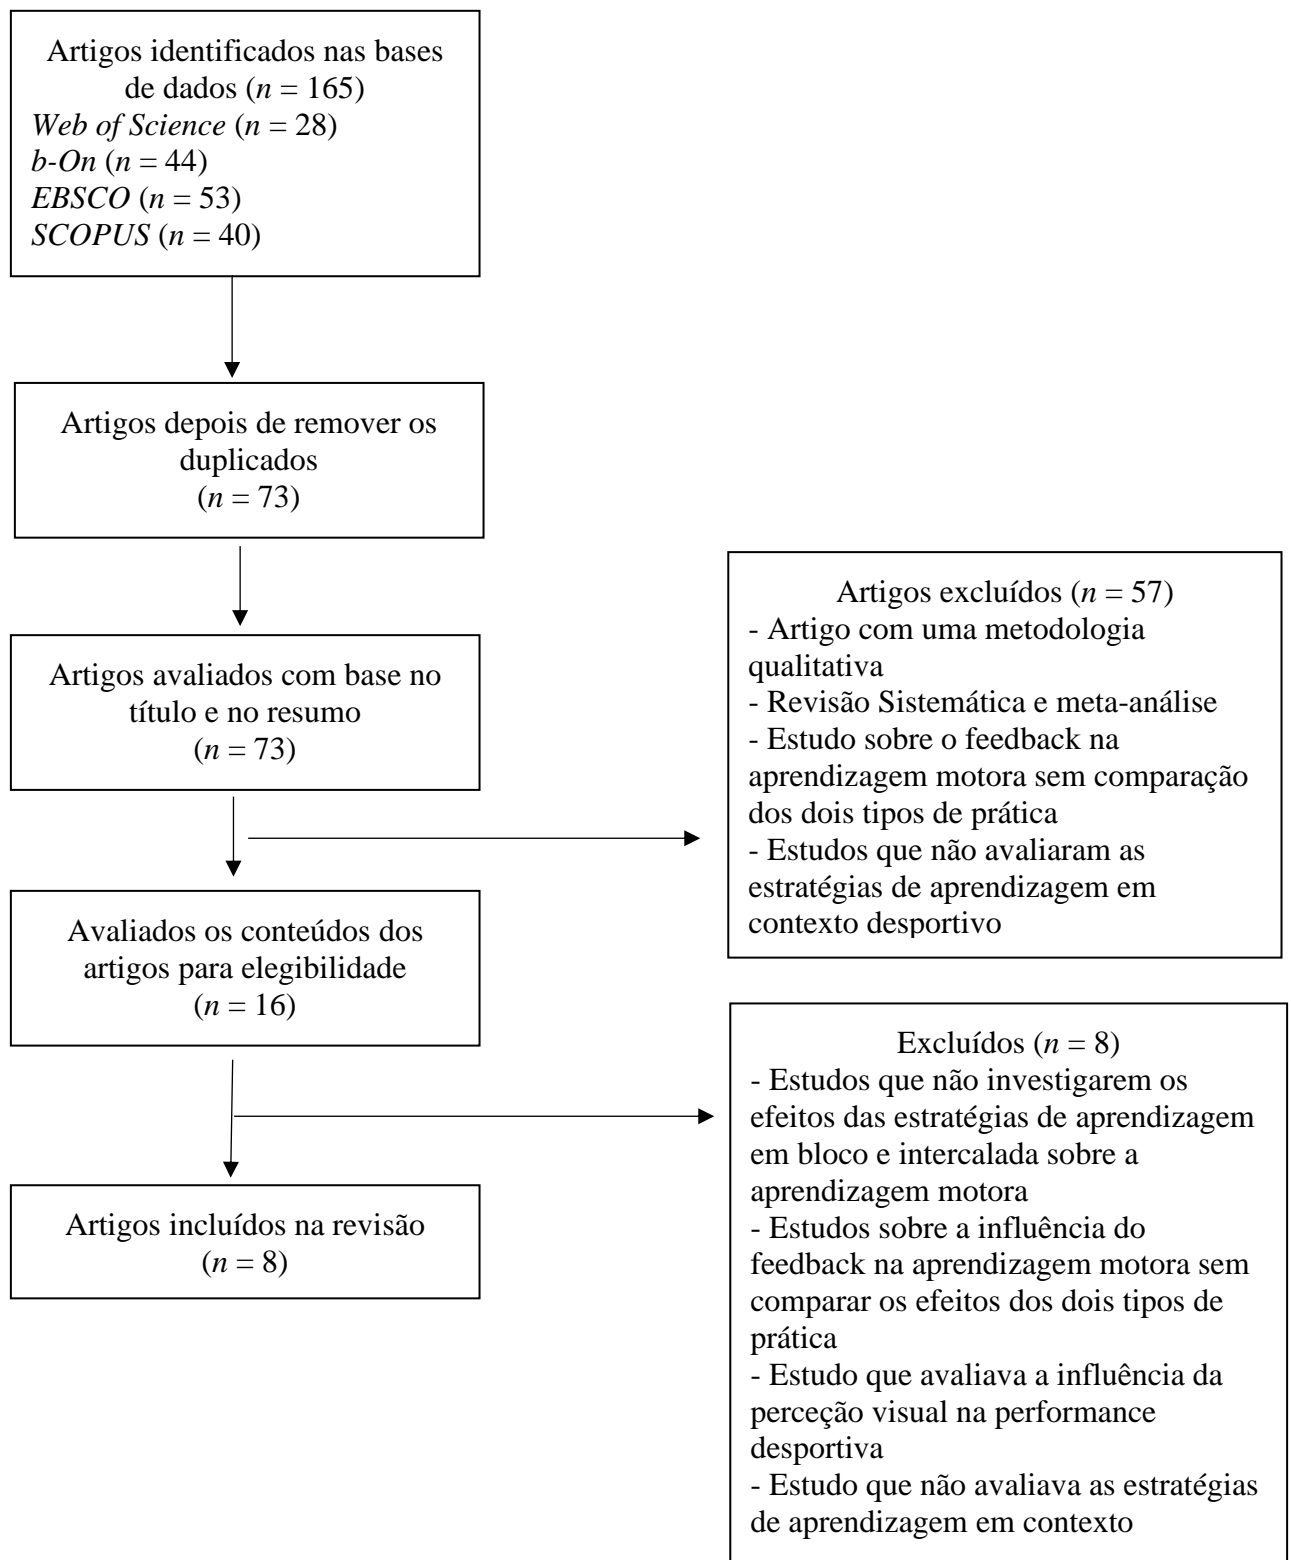 Artigos identificados nas bases
de dados (n = 165)
Web of Science (n = 28)
b-On (n = 44)
EBSCO (n = 53)
SCOPUS (n = 40)
Artigos depois de remover os
duplicados
(n = 73)
Artigos avaliados com base no
título e no resumo
(n = 73)
Artigos excluídos (n = 57)
- Artigo com uma metodologia
qualitativa
- Revisão Sistemática e meta-análise
- Estudo sobre o feedback na
aprendizagem motora sem comparação
dos dois tipos de prática
- Estudos que não avaliaram as
estratégias de aprendizagem em
contexto desportivo
Avaliados os conteúdos dos
artigos para elegibilidade
(n = 16)
Excluídos (n = 8)
- Estudos que não investigarem os
efeitos das estratégias de aprendizagem
em bloco e intercalada sobre a
aprendizagem motora
- Estudos sobre a influência do
feedback na aprendizagem motora sem
comparar os efeitos dos dois tipos de
prática
- Estudo que avaliava a influência da
perceção visual na performance
desportiva
- Estudo que não avaliava as estratégias
de aprendizagem em contexto
Artigos incluídos na revisão
(n = 8)